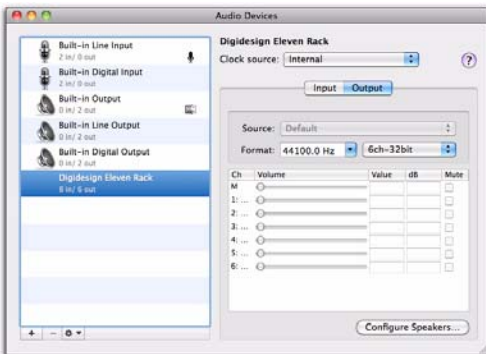 Audio Devices
Built-in Line Input
2 in/ 0 out
Built-in Digital Input
2 in/ 0 out
Built-in Output
0 in/ 2 out
Built-in Line Output
0 in/ 2 out
Built-in Digital Output
0 in/ 2 out
Digidesign Eleven Rack
8 in/ 6 out
Digidesign Eleven Rack
Clock source: Internal
?
Input Output
Source: Default
Format: 44100.0 Hz 6ch-32bit
Ch Volume Value dB Mute
M
1: ...
2: ...
3: ...
4: ...
5: ...
6: ...
Configure Speakers...